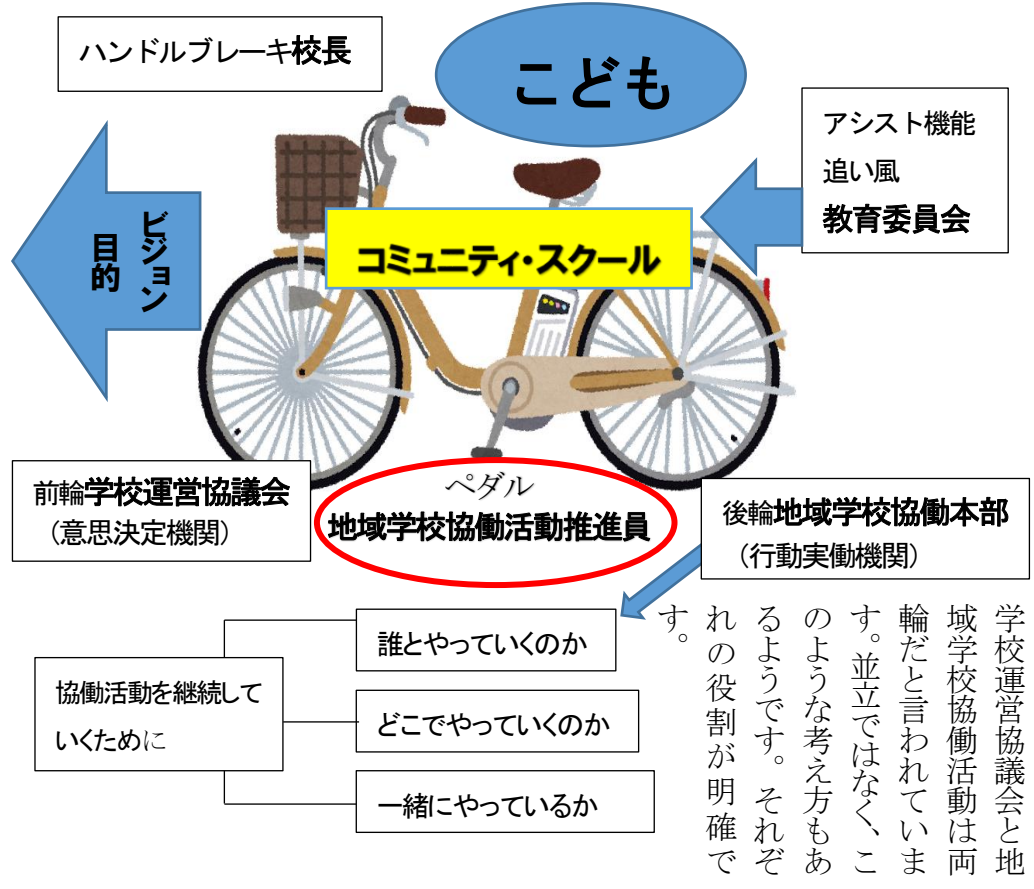 ハンドルブレーキ校長
こども
アシスト機能
追い風
教育委員会
ビジョン
目的
コミュニティ・スクール
前輪学校運営協議会
（意思決定機関）
ペダル
地域学校協働活動推進員
後輪地域学校協働本部
（行動実働機関）
協働活動を継続して
いくために
誰とやっていくのか
どこでやっていくのか
一緒にやっているか
学校運営協議会と地
域学校協働活動は両
輪だと言われていま
す。並立ではなく、こ
のような考え方もあ
るようです。それぞ
れの役割が明確で
す。